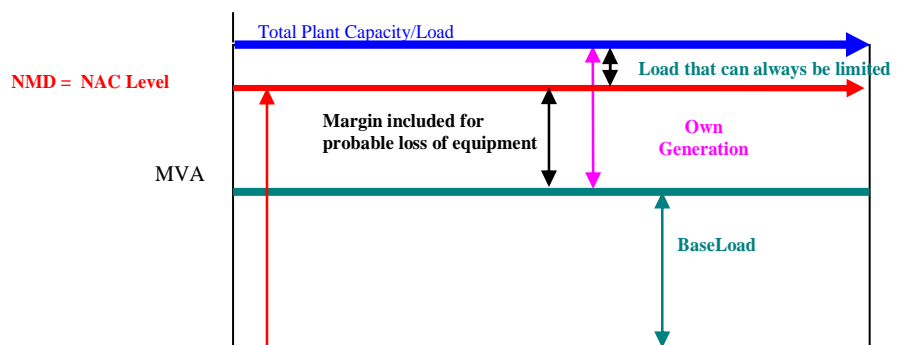 Total Plant Capacity/Load
NMD = NAC Level
Load that can always be limited
Margin included for
probable loss of equipment
Own
Generation
MVA
BaseLoad